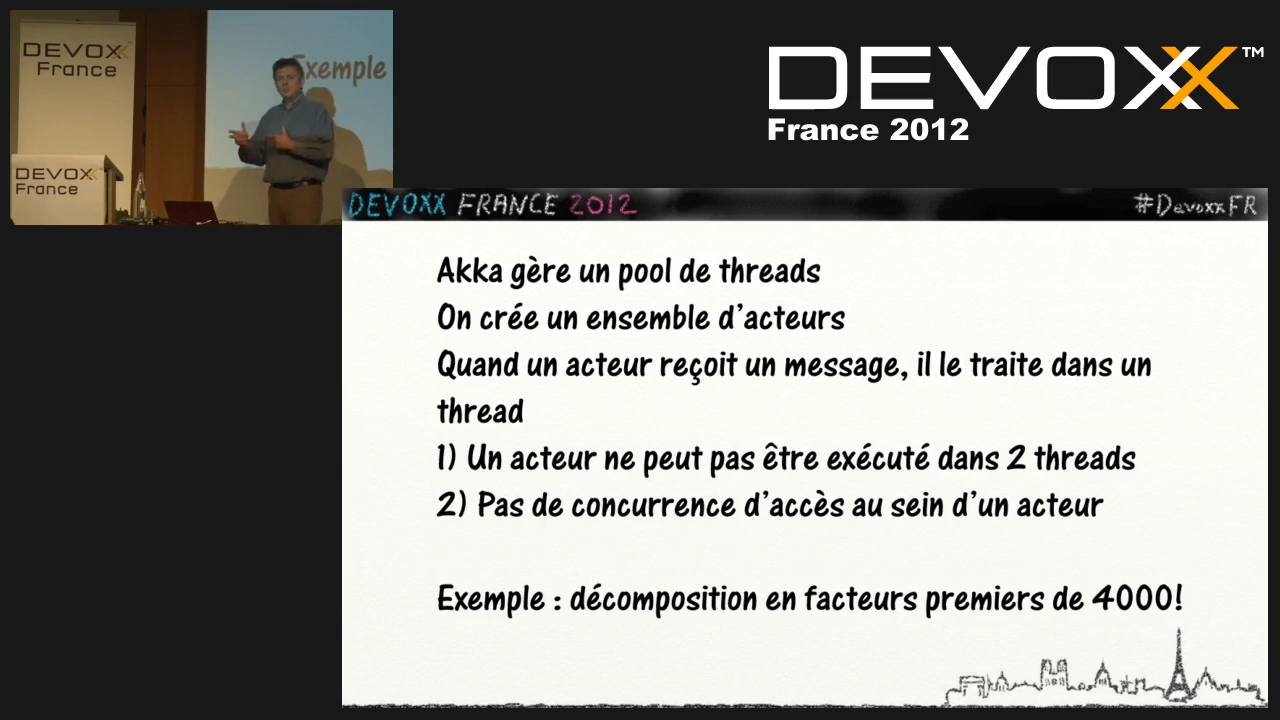 DEVOXX
France
Exemple
DEVOXX
France
DEVOXX™
France 2012
DEVOXX FRANCE 2012
#DevoxxFR
Akka gère un pool de threads
On crée un ensemble d'acteurs
Quand un acteur reçoit un message, il le traite dans un
thread
1) Un acteur ne peut pas être exécuté dans 2 threads
2) Pas de concurrence d'accès au sein d'un acteur
Exemple : décomposition en facteurs premiers de 4000!